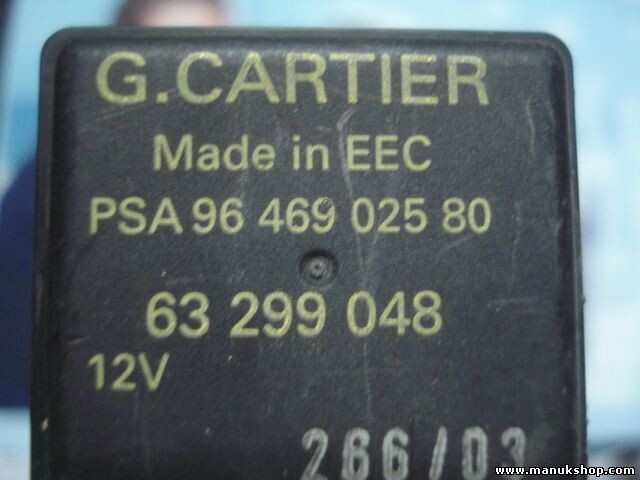 G.CARTIER
Made in EEC
PSA 96 469 025 80
63 299 048
12V
266/03
www.manukshop.com